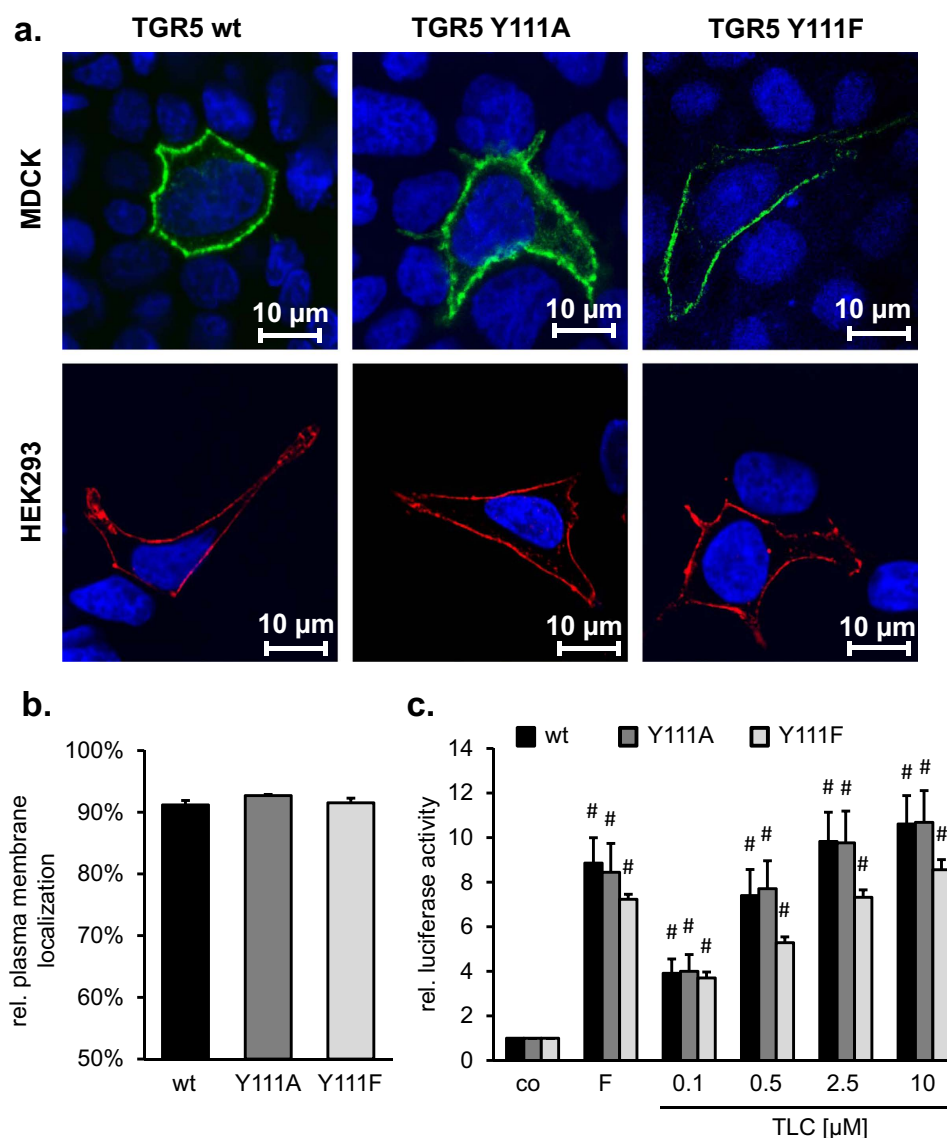 a.
TGR5 wt
TGR5 Y111A
TGR5 Y111F
MDCK
10 µm
10 µm
10 µm
HEK293
10 µm
10 µm
10 µm
b.
100%
90%
80%
70%
60%
50%
rel. plasma membrane
localization
wt
Y111A
Y111F
c.
wt
Y111A
Y111F
14
12
10
8
6
4
2
0
rel. luciferase activity
# # #
# # #
# # #
# # #
# # #
co
F
0.1
0.5
2.5
10
TLC [µM]